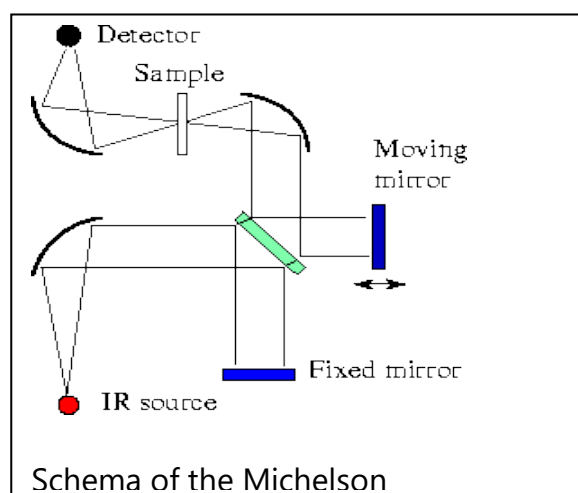 Detector
Sample
Moving
mirror
Fixed mirror
IR source
Schema of the Michelson